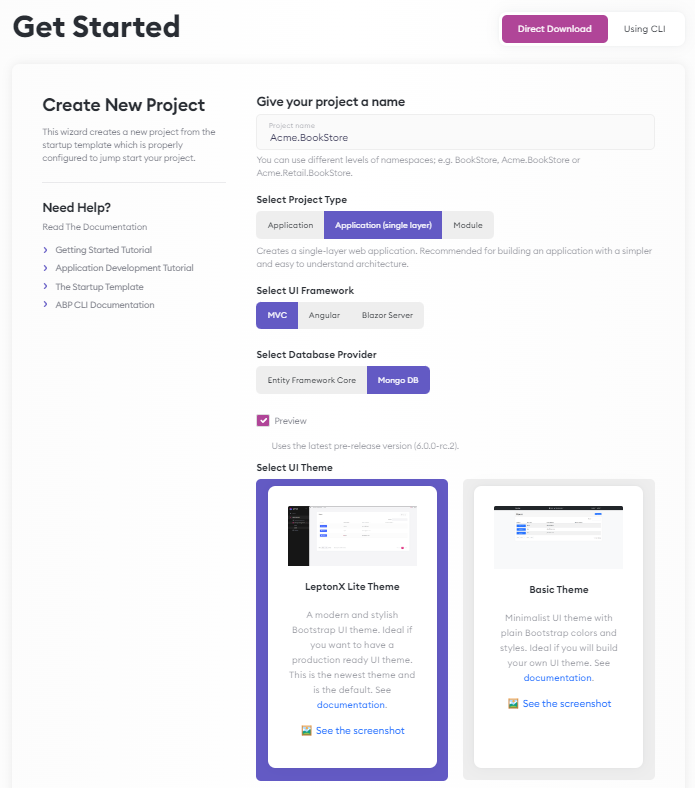 Get Started
Direct Download
Using CLI
Create New Project
This wizard creates a new project from the
startup template which is properly
configured to jump start your project.
Need Help?
Read The Documentation
Getting Started Tutorial
Application Development Tutorial
The Startup Template
ABP CLI Documentation
Give your project a name
Project name
Acme.BookStore
You can use different levels of namespaces; e.g. BookStore, Acme.BookStore or
Acme.Retail.BookStore.
Select Project Type
Application
Application (single layer)
Module
Creates a single-layer web application. Recommended for building an application with a simpler
and easy to understand architecture.
Select UI Framework
MVC
Angular
Blazor Server
Select Database Provider
Entity Framework Core
Mongo DB
Preview
Uses the latest pre-release version (6.0.0-rc.2).
Select UI Theme
LeptonX Lite Theme
A modern and stylish
Bootstrap UI theme. Ideal if
you want to have a
production ready UI theme.
This is the newest theme and
is the default. See
documentation.
See the screenshot
Basic Theme
Minimalist UI theme with
plain Bootstrap colors and
styles. Ideal if you will build
your own UI theme. See
documentation.
See the screenshot